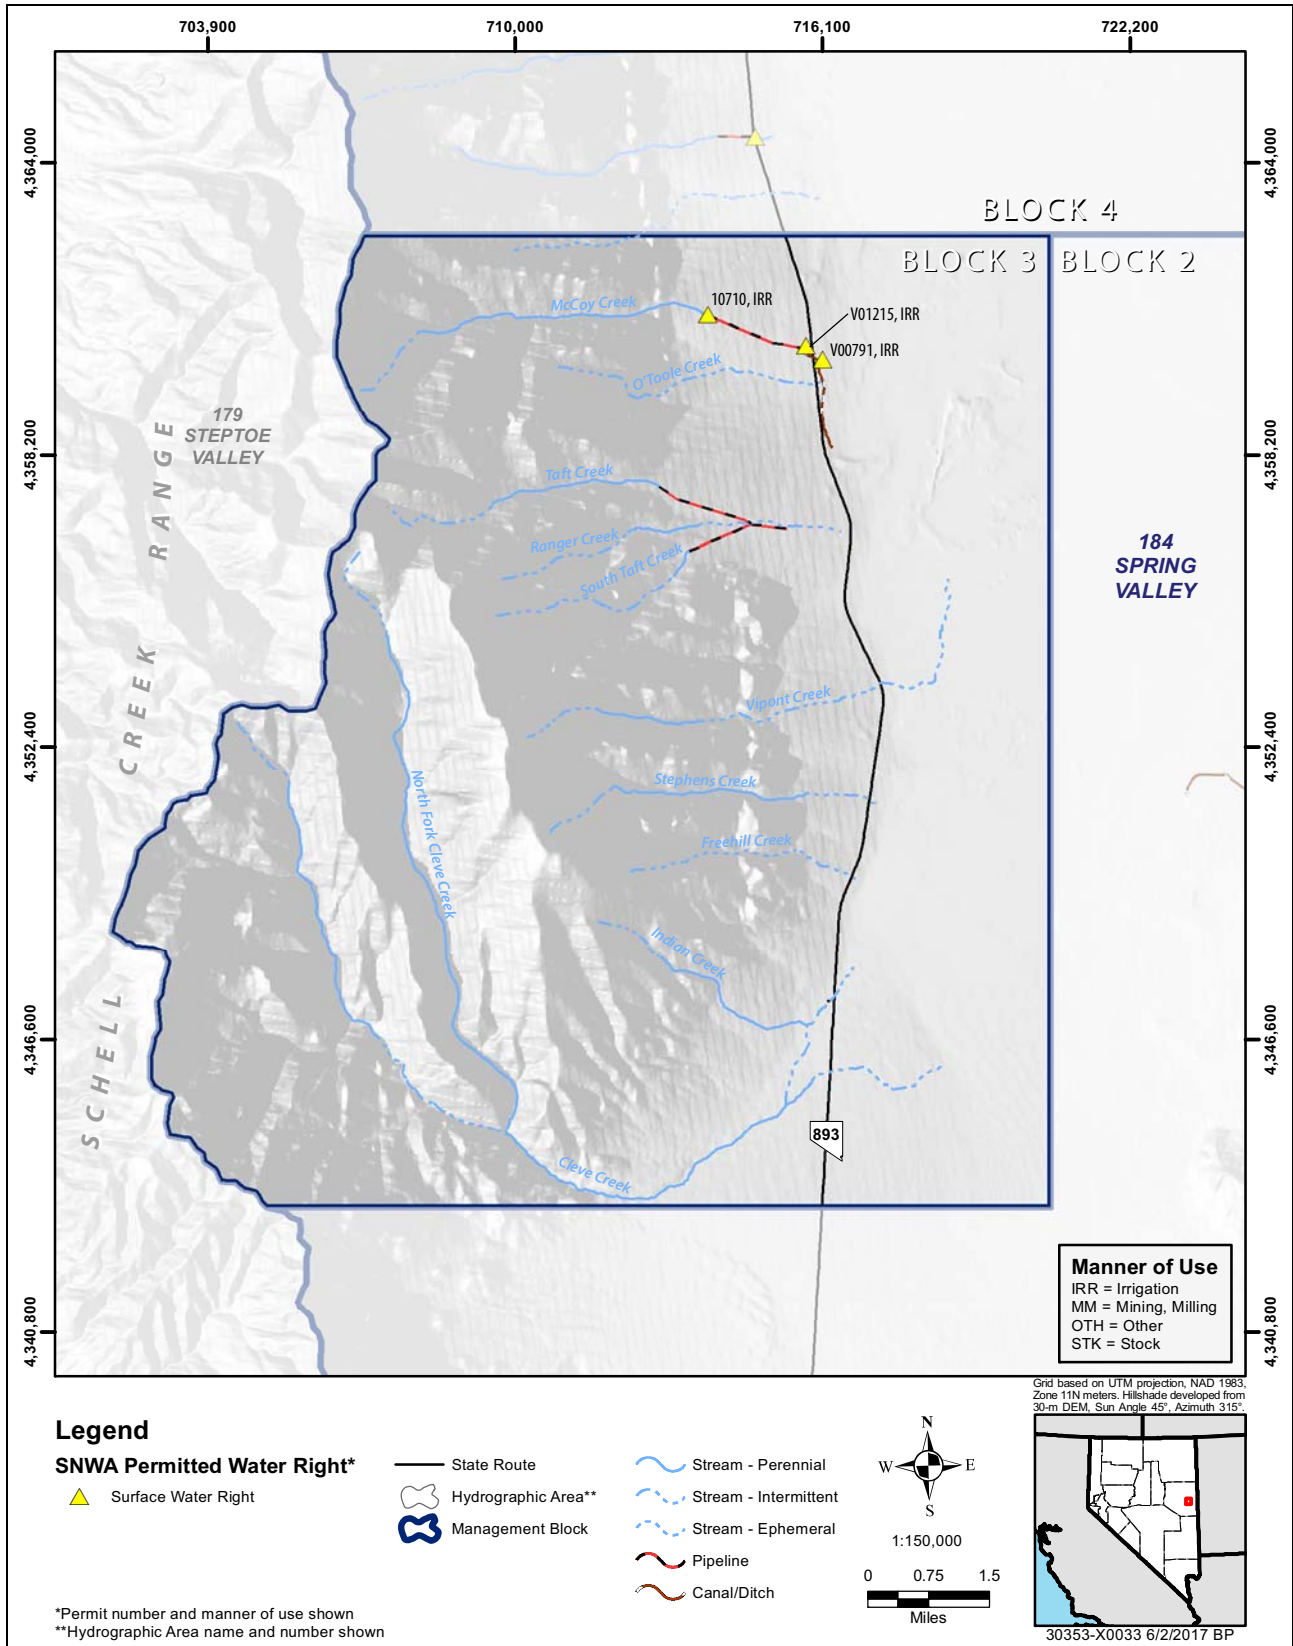 703,900
710,000
716,100
722,200
4,364,000
4,364,000
BLOCK 4
BLOCK 3
BLOCK 2
McCoy Creek
10710, IRR
V01215, IRR
V00791, IRR
O'Toole Creek
179
STEPTOE
VALLEY
4,358,200
4,358,200
Taft Creek
Ranger Creek
South Taft Creek
184
SPRING
VALLEY
SCHELL CREEK RANGE
Vipont Creek
4,352,400
4,352,400
Stephens Creek
North Fork Cleve Creek
Freehill Creek
Indian Creek
4,346,600
4,346,600
893
Cleve Creek
4,340,800
4,340,800
Manner of Use
IRR = Irrigation
MM = Mining, Milling
OTH = Other
STK = Stock
Grid based on UTM projection, NAD 1983,
Zone 11N meters. Hillshade developed from
30-m DEM, Sun Angle 45°, Azimuth 315°.
Legend
SNWA Permitted Water Right*
Surface Water Right
State Route
Hydrographic Area**
Management Block
Stream - Perennial
Stream - Intermittent
Stream - Ephemeral
Pipeline
Canal/Ditch
N
W
E
S
1:150,000
0 0.75 1.5
Miles
*Permit number and manner of use shown
**Hydrographic Area name and number shown
30353-X0033 6/2/2017 BP